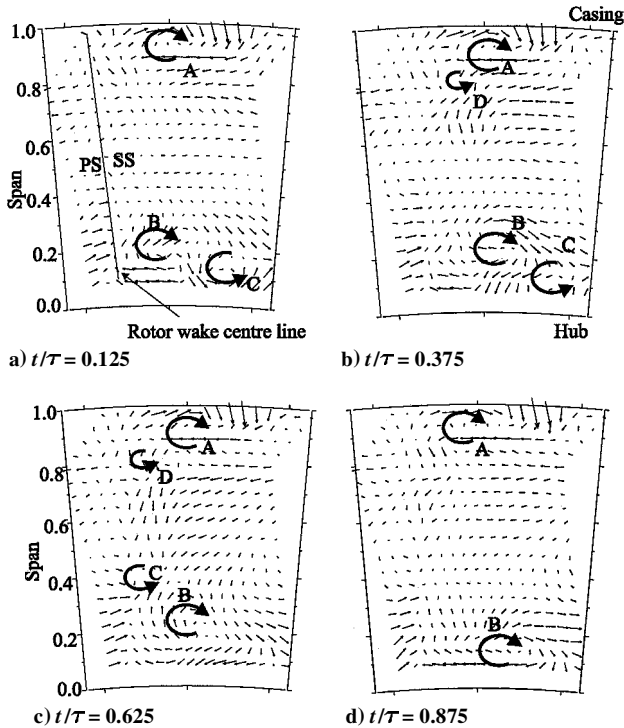 Casing
1.0
0.8
0.6
0.4
0.2
0.0
Span
A
PS SS
B
C
Rotor wake centre line
A
D
B
C
Hub
a) t/τ = 0.125
b) t/τ = 0.375
1.0
0.8
0.6
0.4
0.2
0.0
Span
A
D
C
B
A
B
c) t/τ = 0.625
d) t/τ = 0.875